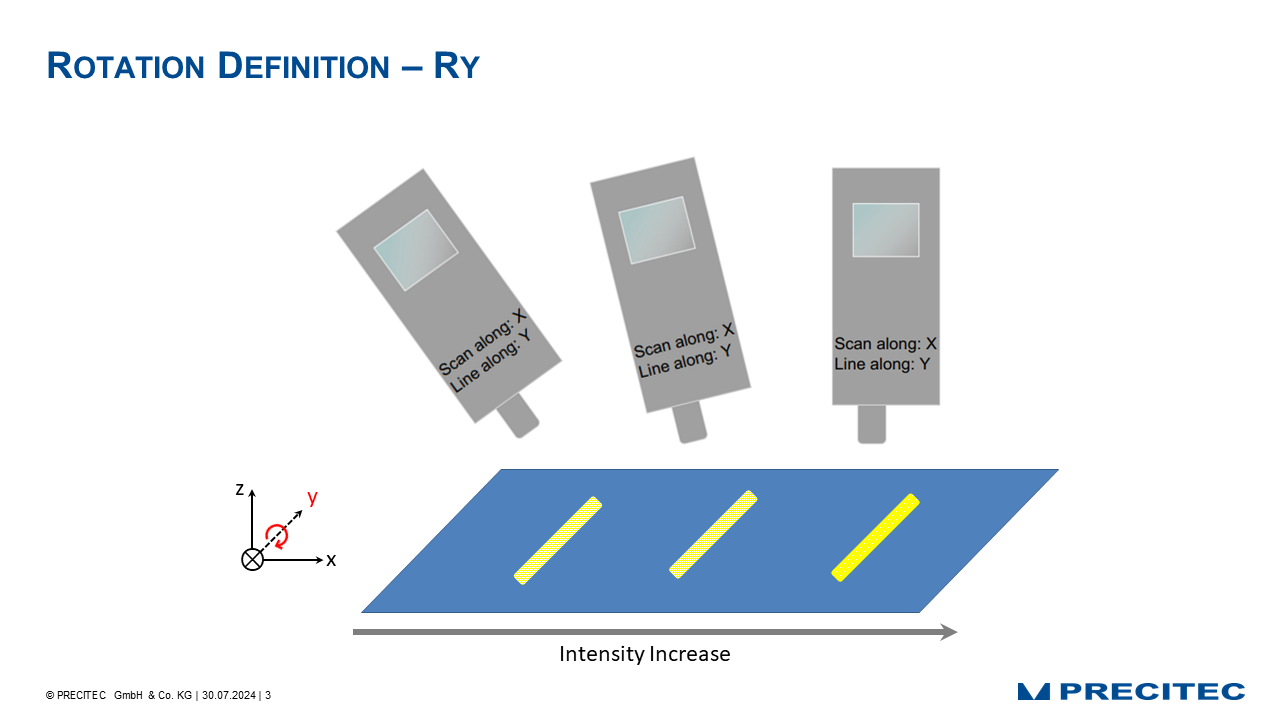 ROTATION DEFINITION – RY
Scan along: X
Line along: Y
Scan along: X
Line along: Y
Scan along: X
Line along: Y
z
y
x
Intensity Increase
© PRECITEC GmbH & Co. KG | 30.07.2024 | 3
PRECITEC